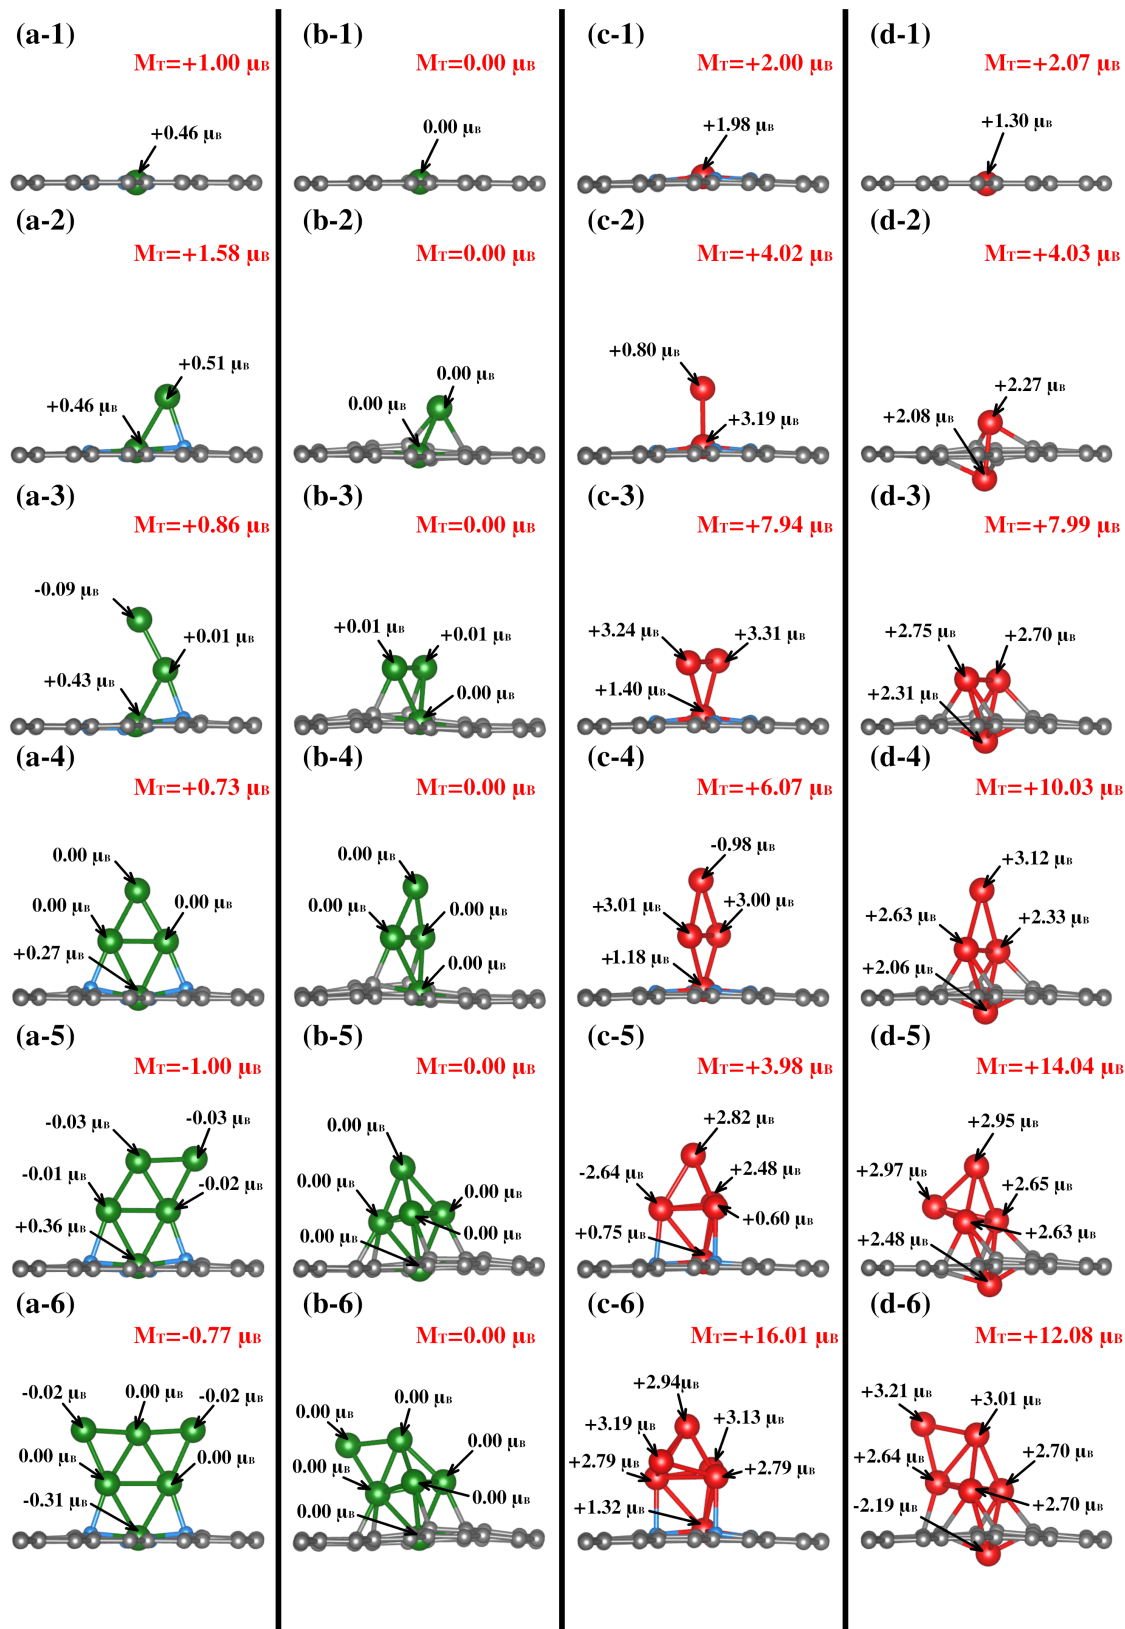 (a-1) (b-1) (c-1) (d-1)
MT=+1.00 μB MT=0.00 μB MT=+2.00 μB MT=+2.07 μB
+0.46 μB 0.00 μB +1.98 μB +1.30 μB
(a-2) (b-2) (c-2) (d-2)
MT=+1.58 μB MT=0.00 μB MT=+4.02 μB MT=+4.03 μB
+0.51 μB 0.00 μB +0.80 μB +2.27 μB
+0.46 μB 0.00 μB +3.19 μB +2.08 μB
(a-3) (b-3) (c-3) (d-3)
MT=+0.86 μB MT=0.00 μB MT=+7.94 μB MT=+7.99 μB
-0.09 μB
+0.01 μB +0.01 μB +0.01 μB +3.24 μB +3.31 μB +2.75 μB +2.70 μB
+0.43 μB 0.00 μB +1.40 μB +2.31 μB
(a-4) (b-4) (c-4) (d-4)
MT=+0.73 μB MT=0.00 μB MT=+6.07 μB MT=+10.03 μB
0.00 μB 0.00 μB -0.98 μB +3.12 μB
0.00 μB 0.00 μB 0.00 μB 0.00 μB +3.01 μB +3.00 μB +2.63 μB +2.33 μB
+0.27 μB 0.00 μB +1.18 μB +2.06 μB
(a-5) (b-5) (c-5) (d-5)
MT=-1.00 μB MT=0.00 μB MT=+3.98 μB MT=+14.04 μB
-0.03 μB -0.03 μB 0.00 μB +2.82 μB +2.95 μB
-0.01 μB -0.02 μB 0.00 μB 0.00 μB -2.64 μB +2.48 μB +2.97 μB +2.65 μB
+0.36 μB 0.00 μB 0.00 μB +0.75 μB +0.60 μB +2.48 μB +2.63 μB
(a-6) (b-6) (c-6) (d-6)
MT=-0.77 μB MT=0.00 μB MT=+16.01 μB MT=+12.08 μB
-0.02 μB 0.00 μB -0.02 μB 0.00 μB 0.00 μB +2.94μB +3.21 μB +3.01 μB
0.00 μB 0.00 μB 0.00 μB 0.00 μB +3.19 μB +3.13 μB +2.64 μB +2.70 μB
0.00 μB +2.79 μB +2.79 μB
-0.31 μB 0.00 μB +1.32 μB -2.19 μB +2.70 μB